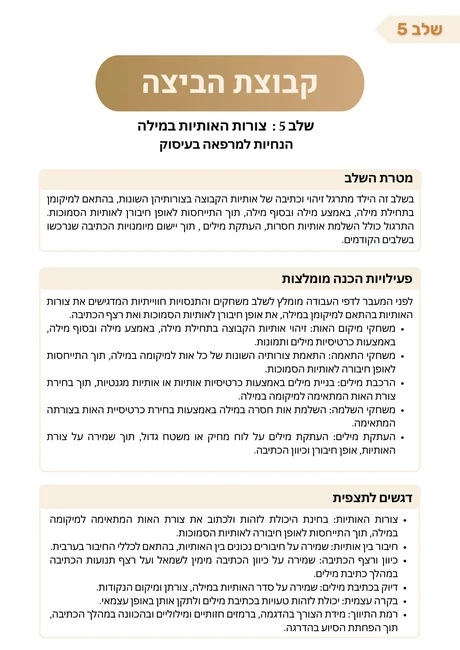 שלב 5
קבוצת הביצה
שלב 5 : צורות האותיות במילה
הנחיות למרפאה בעיסוק
מטרת השלב
בשלב זה הילד מתרגל זיהוי וכתיבה של אותיות הקבוצה בצורותיהן השונות, בהתאם למיקומן
בתחילת מילה, באמצע מילה ובסוף מילה, תוך התייחסות לאופן חיבורן לאותיות הסמוכות.
התרגול כולל השלמת אותיות חסרות, העתקת מילים , תוך יישום מיומנויות הכתיבה שנרכשו
בשלבים הקודמים.
פעילויות הכנה מומלצות
לפני המעבר לדפי העבודה מומלץ לשלב משחקים והתנסויות חווייתיות המדגישים את צורות
האותיות בהתאם למיקומן במילה, את אופן חיבורן לאותיות הסמוכות ואת רצף הכתיבה.
• משחקי מיקום האות: זיהוי אותיות הקבוצה בתחילת מילה, באמצע מילה ובסוף מילה,
באמצעות כרטיסיות מילים ותמונות.
• משחקי התאמה: התאמת צורותיה השונות של כל אות למיקומה במילה, תוך התייחסות
לאופן חיבורה לאותיות הסמוכות.
• הרכבת מילים: בניית מילים באמצעות כרטיסיות אותיות או אותיות מגנטיות, תוך בחירת
צורת האות המתאימה למיקומה במילה.
• משחקי השלמה: השלמת אות חסרה במילה באמצעות בחירת כרטיסיית האות בצורתה
המתאימה.
• העתקת מילים: העתקת מילים על לוח מחיק או משטח גדול, תוך שמירה על צורת
האותיות, אופן חיבורן וכיוון הכתיבה.
דגשים לתצפית
• צורות האותיות: בחינת היכולת לזהות ולכתוב את צורת האות המתאימה למיקומה
במילה, תוך התייחסות לאופן חיבורה לאותיות הסמוכות.
• חיבור בין אותיות: שמירה על חיבורים נכונים בין האותיות, בהתאם לכללי החיבור בערבית.
• כיוון ורצף הכתיבה: שמירה על כיוון הכתיבה מימין לשמאל ועל רצף תנועות הכתיבה
במהלך כתיבת מילים.
• דיוק בכתיבת מילים: שמירה על סדר האותיות במילה, צורתן ומיקום הנקודות.
• בקרה עצמית: יכולת לזהות טעויות בכתיבת מילים ולתקן אותן באופן עצמאי.
• רמת התיווך: מידת הצורך בהדגמה, ברמזים חזותיים ומילוליים ובהכוונה במהלך הכתיבה,
תוך הפחתת הסיוע בהדרגה.